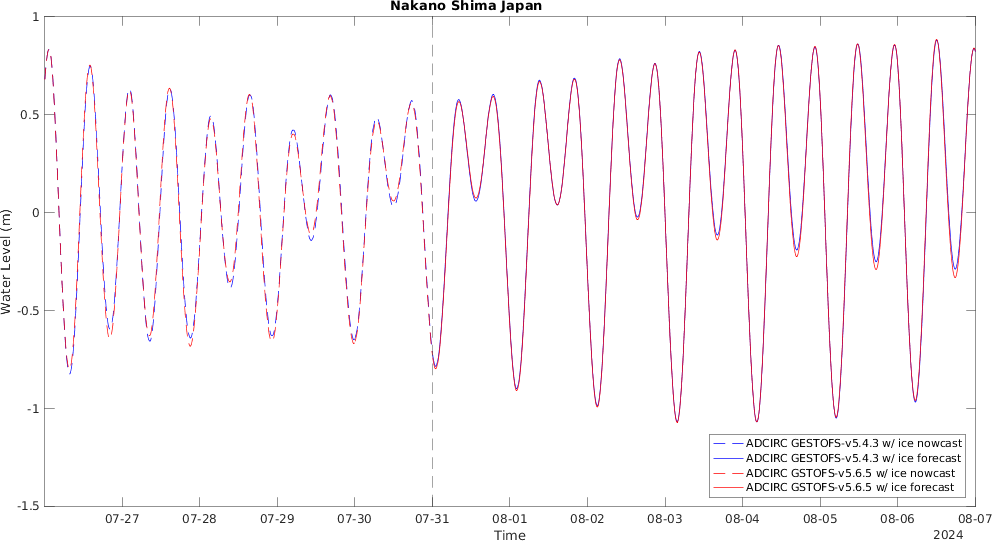 Nakano Shima Japan
1
0.5
0
-0.5
-1
-1.5
Water Level (m)
07-27 07-28 07-29 07-30 07-31 08-01 08-02 08-03 08-04 08-05 08-06 08-07
Time
2024
ADCIRC GESTOFS-v5.4.3 w/ ice nowcast
ADCIRC GESTOFS-v5.4.3 w/ ice forecast
ADCIRC GSTOFS-v5.6.5 w/ ice nowcast
ADCIRC GSTOFS-v5.6.5 w/ ice forecast